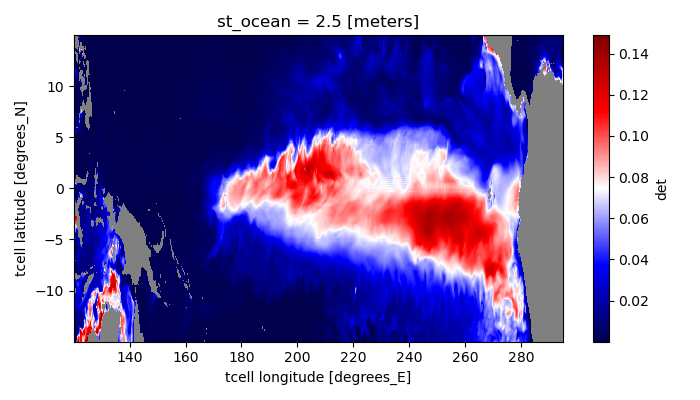 st_ocean = 2.5 [meters]
10
5
0
−5
−10
tcell latitude [degrees_N]
140 160 180 200 220 240 260 280
tcell longitude [degrees_E]
0.14
0.12
0.10
0.08
0.06
0.04
0.02
det